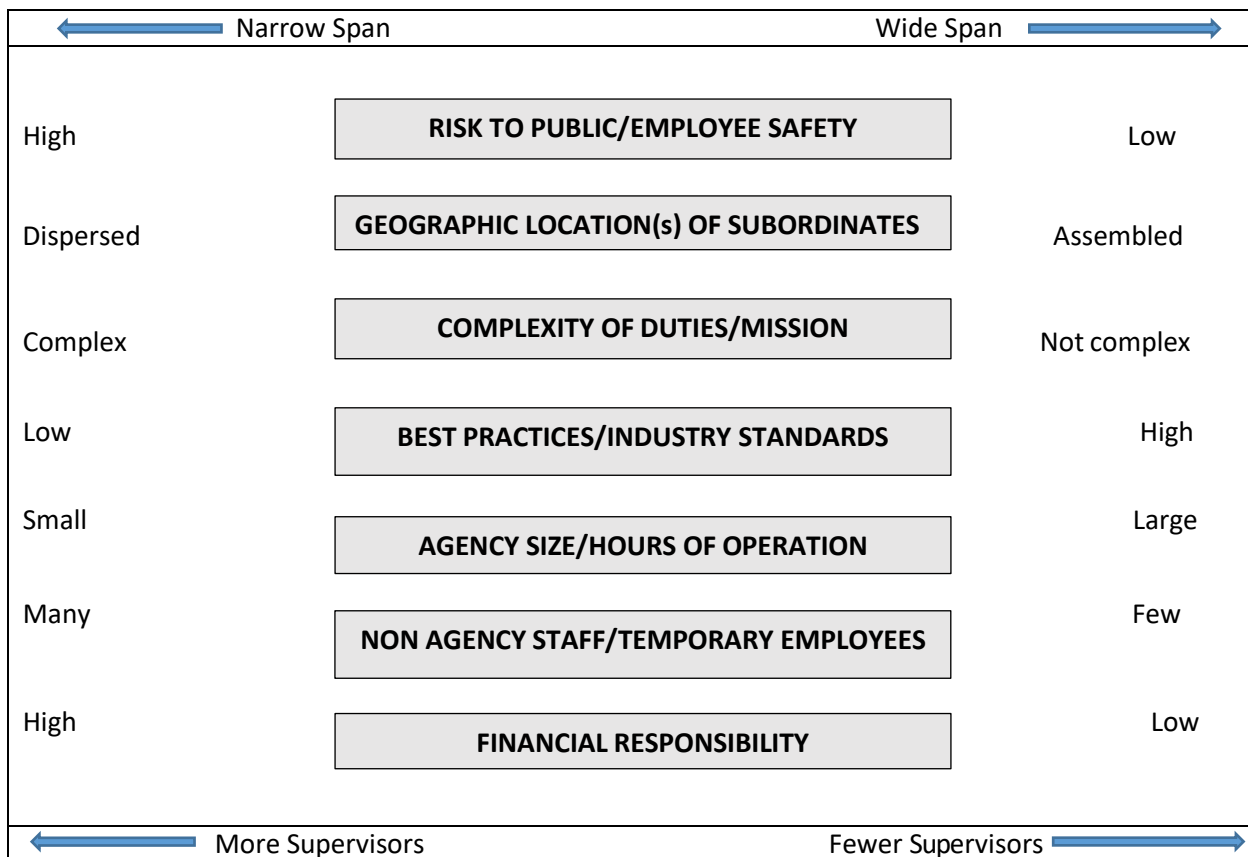 Narrow Span Wide Span
High RISK TO PUBLIC/EMPLOYEE SAFETY Low
Dispersed GEOGRAPHIC LOCATION(s) OF SUBORDINATES Assembled
Complex COMPLEXITY OF DUTIES/MISSION Not complex
Low BEST PRACTICES/INDUSTRY STANDARDS High
Small AGENCY SIZE/HOURS OF OPERATION Large
Many NON AGENCY STAFF/TEMPORARY EMPLOYEES Few
High FINANCIAL RESPONSIBILITY Low
More Supervisors Fewer Supervisors